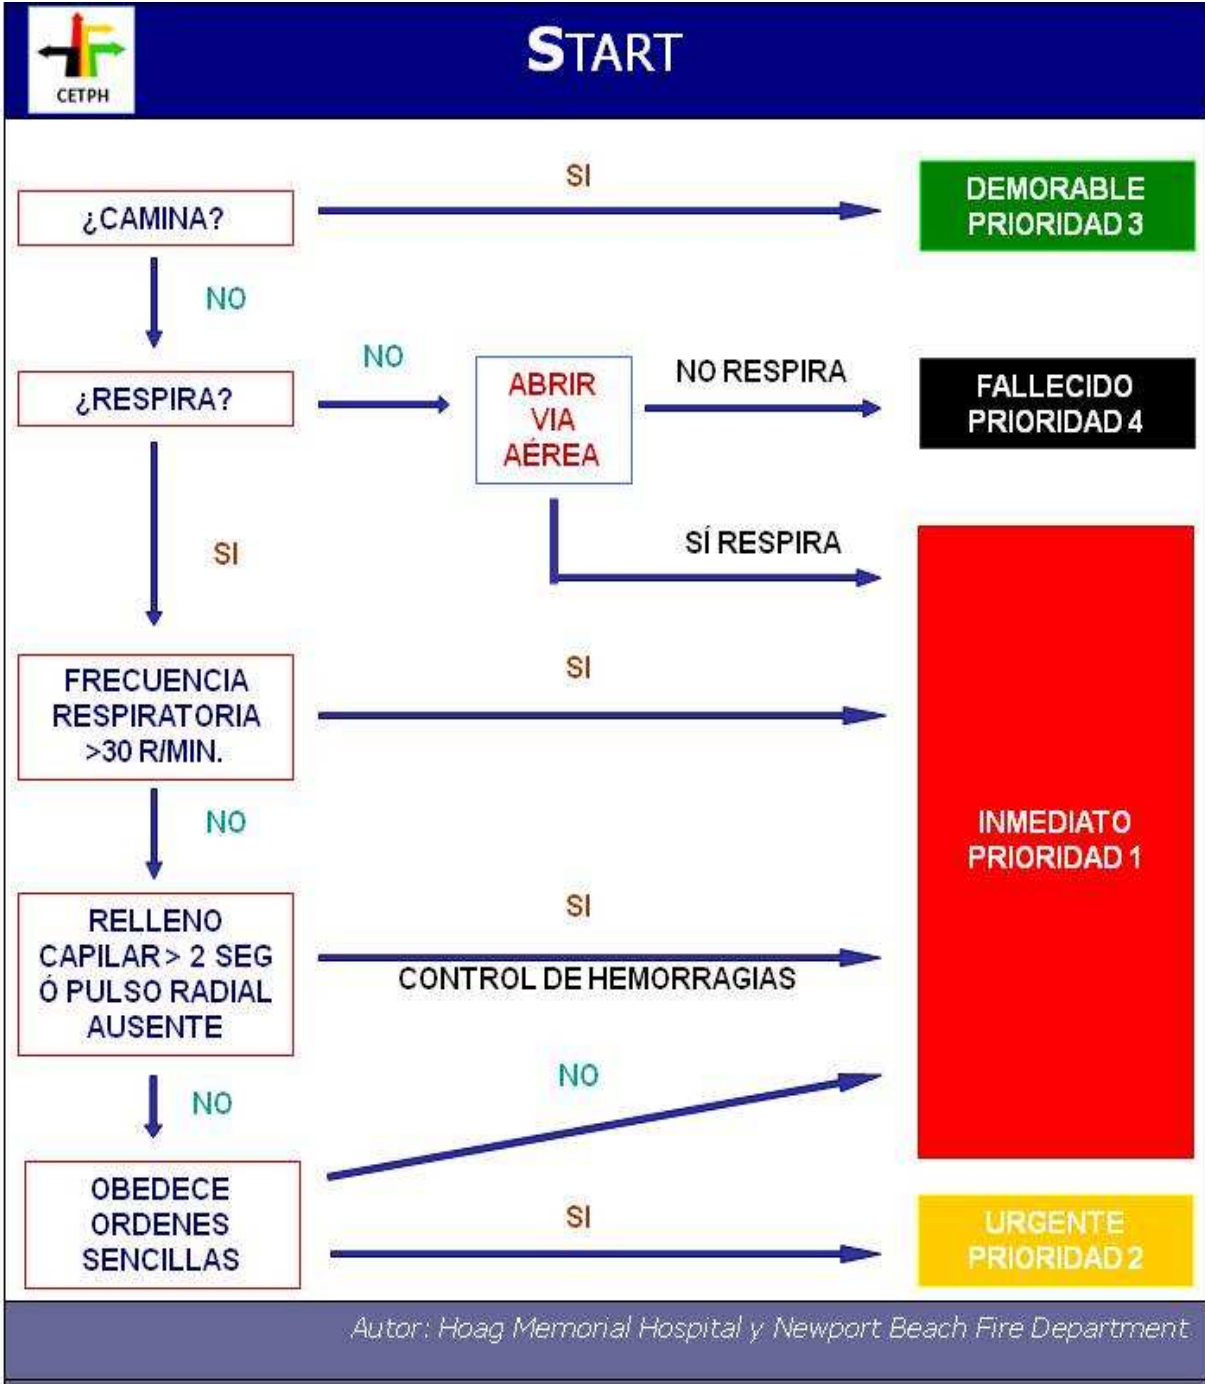 CETPH
START
¿CAMINA?
SI
DEMORABLE
PRIORIDAD 3
NO
¿RESPIRA?
NO
ABRIR
VIA
AÉREA
NO RESPIRA
FALLECIDO
PRIORIDAD 4
SI
SÍ RESPIRA
FRECUENCIA
RESPIRATORIA
>30 R/MIN.
SI
INMEDIATO
PRIORIDAD 1
NO
RELLENO
CAPILAR> 2 SEG
Ó PULSO RADIAL
AUSENTE
SI
CONTROL DE HEMORRAGIAS
NO
NO
OBEDECE
ORDENES
SENCILLAS
SI
URGENTE
PRIORIDAD 2
Autor: Hoag Memorial Hospital y Newport Beach Fire Department